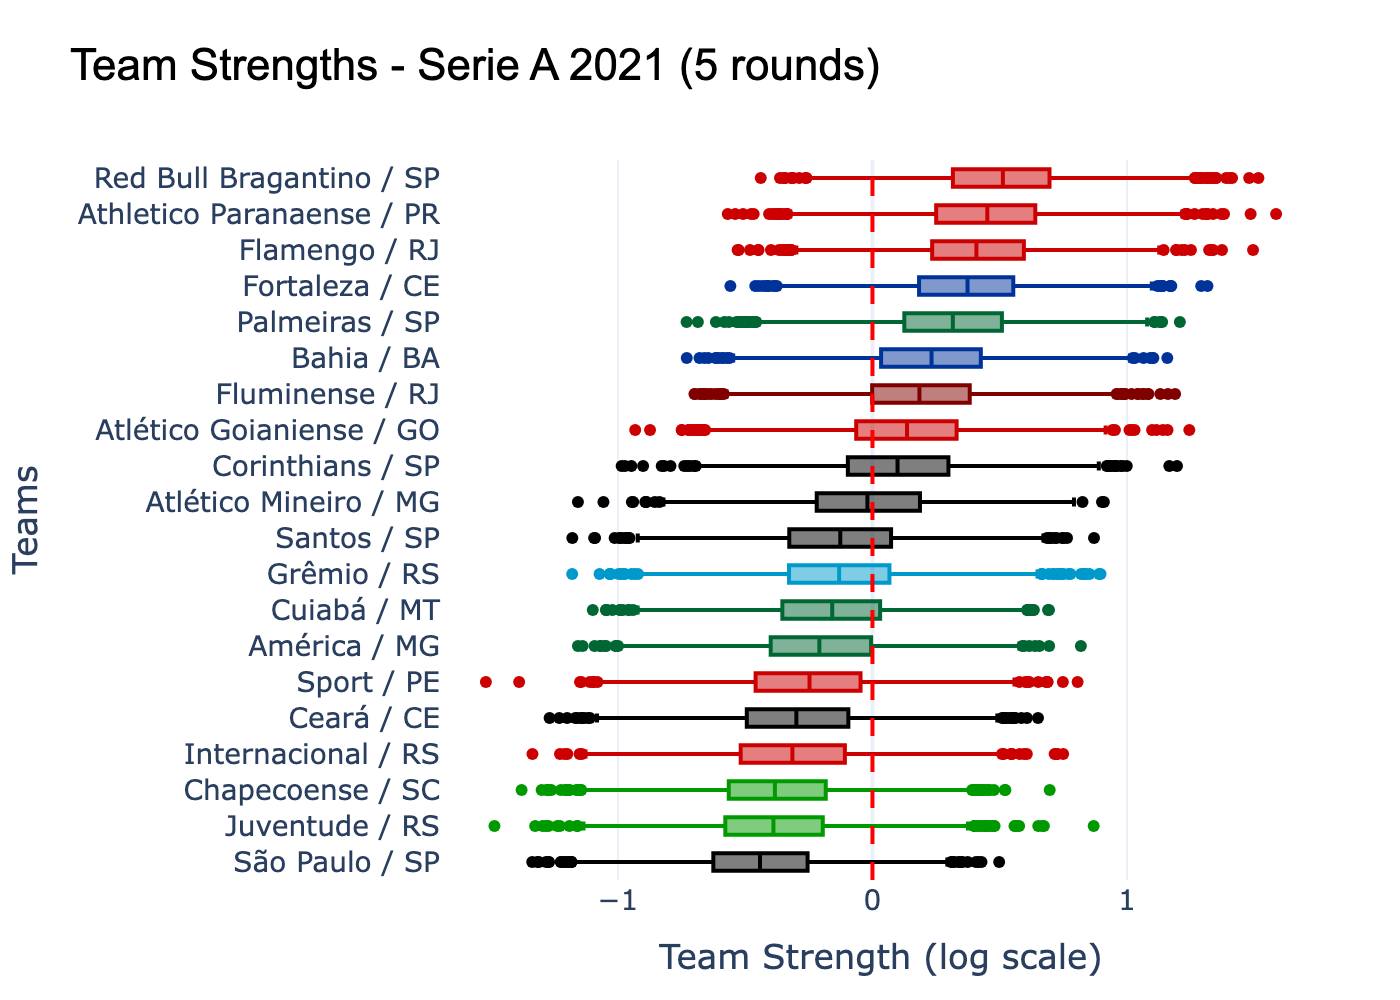 Team Strengths - Serie A 2021 (5 rounds)
Red Bull Bragantino / SP
Athletico Paranaense / PR
Flamengo / RJ
Fortaleza / CE
Palmeiras / SP
Bahia / BA
Fluminense / RJ
Atlético Goianiense / GO
Corinthians / SP
Atlético Mineiro / MG
Santos / SP
Grêmio / RS
Cuiabá / MT
América / MG
Sport / PE
Ceará / CE
Internacional / RS
Chapecoense / SC
Juventude / RS
São Paulo / SP
Teams
−1 0 1
Team Strength (log scale)